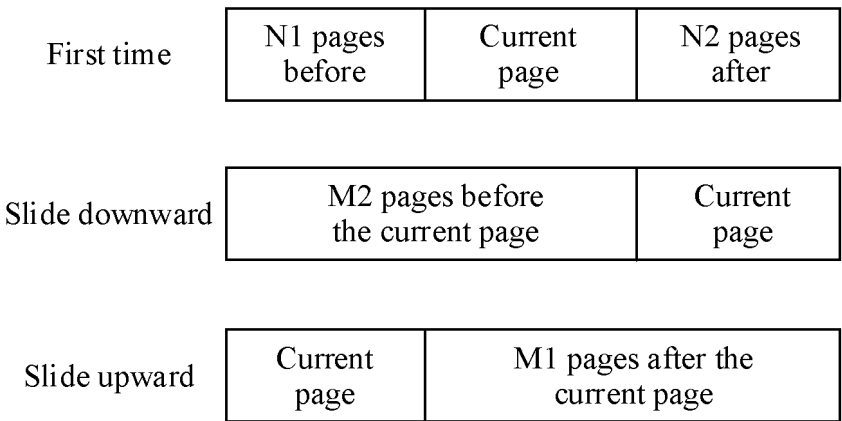 First time
N1 pages
before
Current
page
N2 pages
after
Slide downward
M2 pages before
the current page
Current
page
Slide upward
Current
page
M1 pages after the
current page